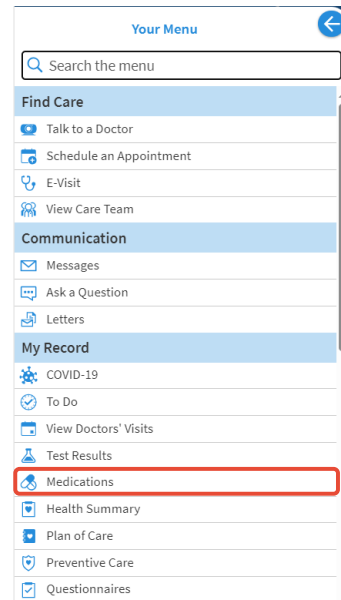 Your Menu
Search the menu
Find Care
Talk to a Doctor
Schedule an Appointment
E-Visit
View Care Team
Communication
Messages
Ask a Question
Letters
My Record
COVID-19
To Do
View Doctors' Visits
Test Results
Medications
Health Summary
Plan of Care
Preventive Care
Questionnaires